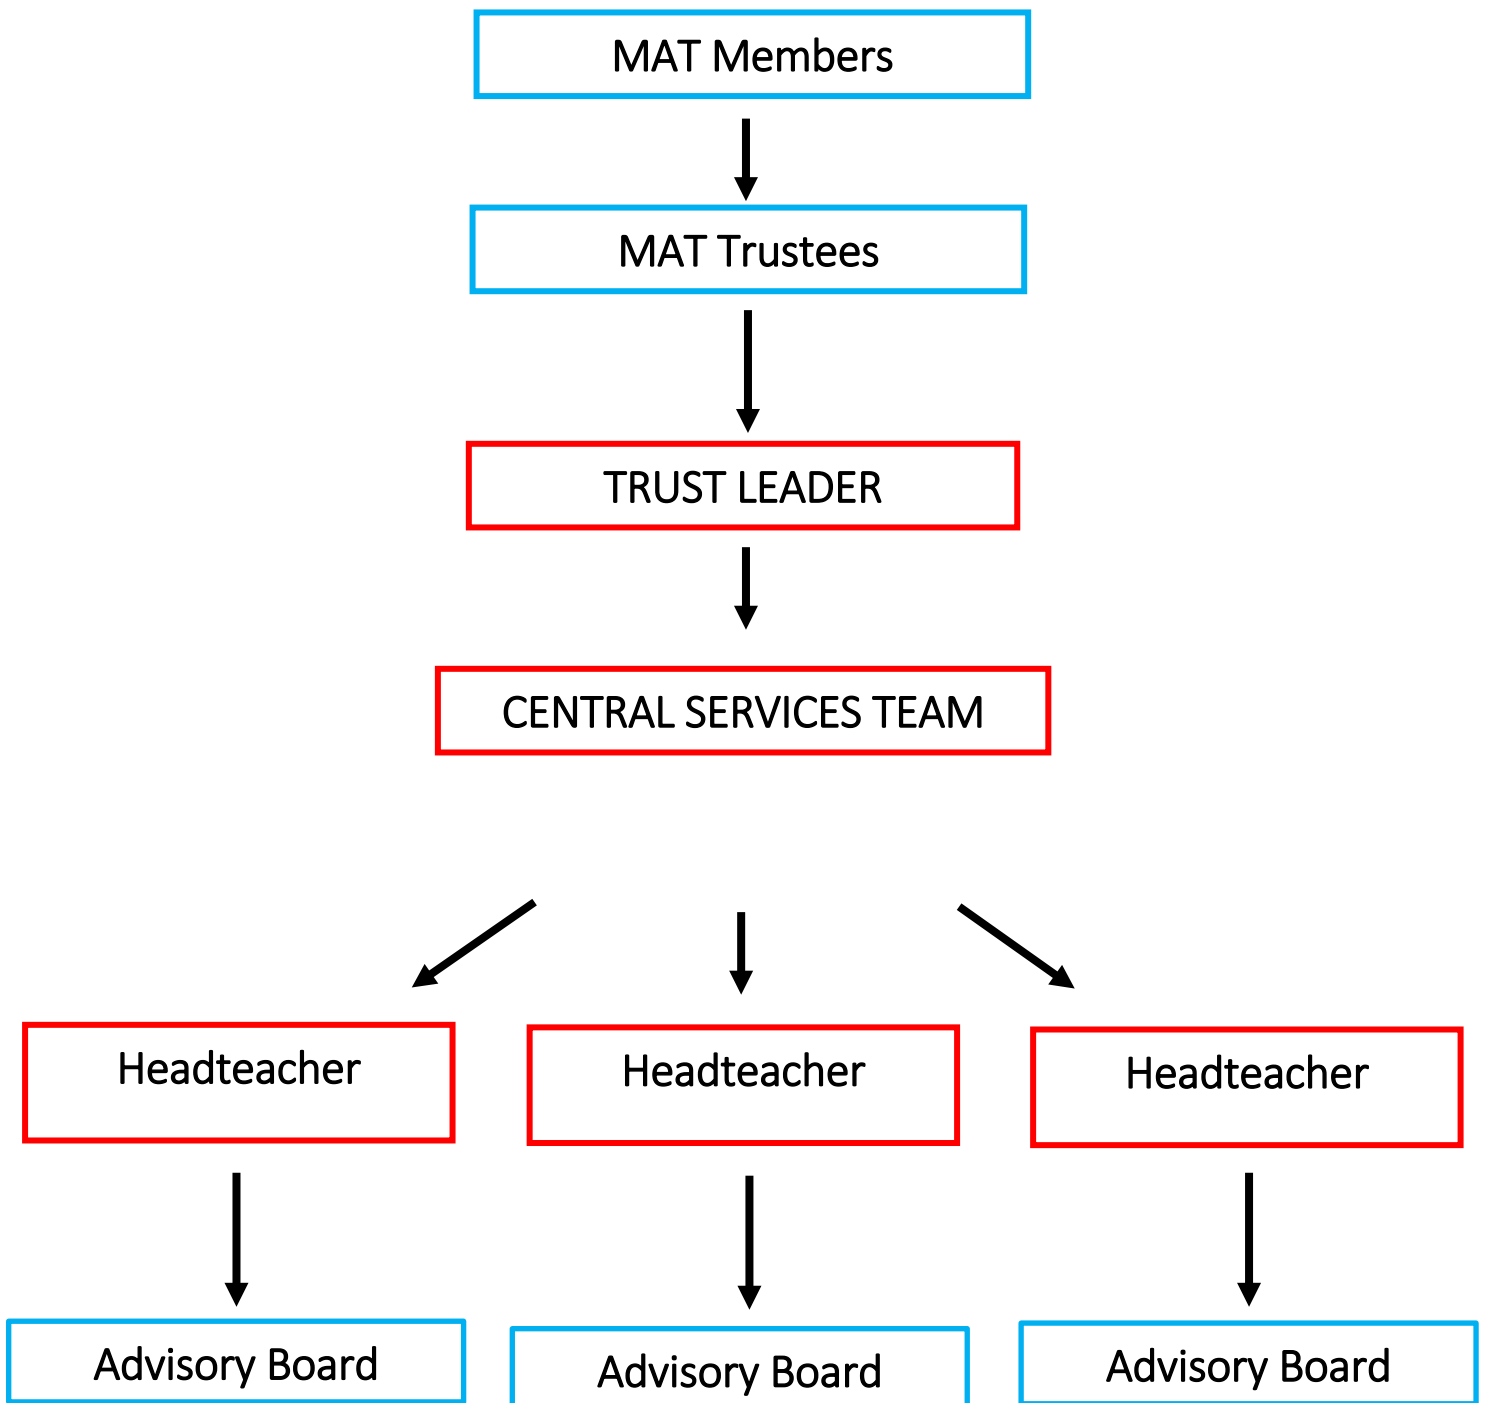 MAT Members
MAT Trustees
TRUST LEADER
CENTRAL SERVICES TEAM
Headteacher
Headteacher
Headteacher
Advisory Board
Advisory Board
Advisory Board